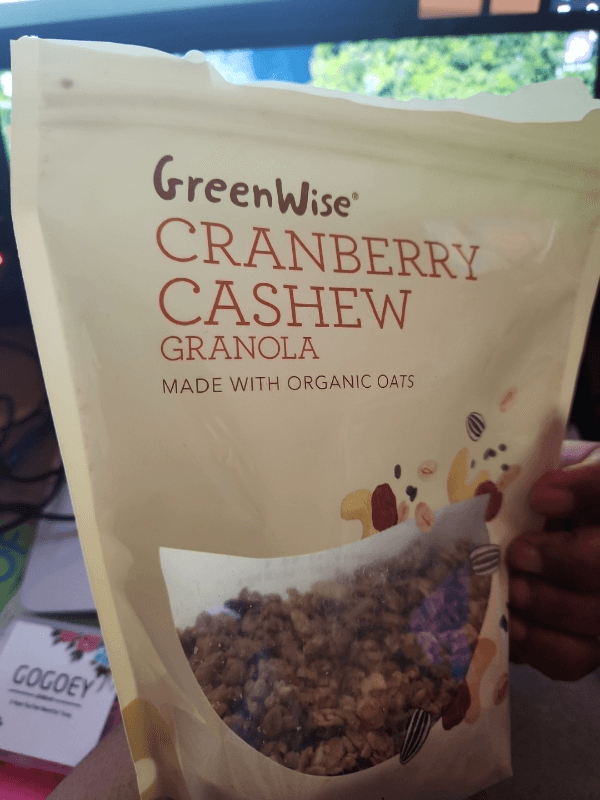 GreenWise®
CRANBERRY
CASHEW
GRANOLA
MADE WITH ORGANIC OATS
GOGOEY